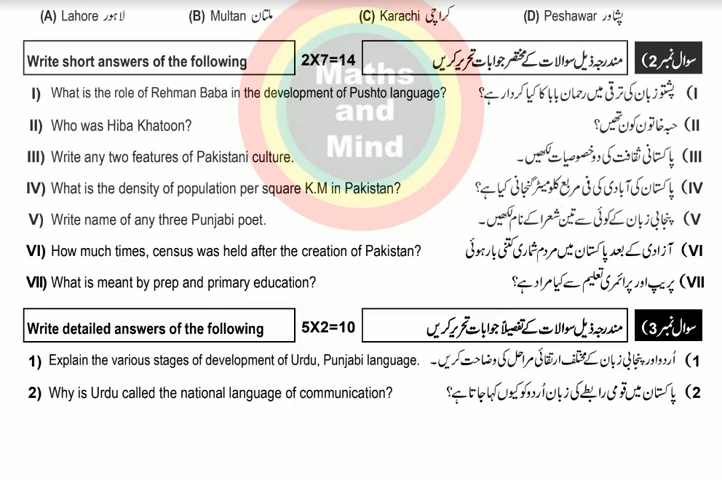 (A) Lahore لاہور (B) Multan ملتان (C) Karachi کراچی (D) Peshawar پشاور
Write short answers of the following 2X7=14 مندرجہ ذیل سوالات کے مختصر جوابات تحریر کریں سوال نمبر 2)
Maths and Mind
I) What is the role of Rehman Baba in the development of Pushto language? پشتو زبان کی ترقی میں رحمان بابا کا کیا کردار ہے؟ (I
II) Who was Hiba Khatoon? حبہ خاتون کون تھیں؟ (II
III) Write any two features of Pakistani culture. پاکستانی ثقافت کی دو خصوصیات لکھیں۔ (III
IV) What is the density of population per square K.M in Pakistan? پاکستان کی آبادی کی فی مربع کلومیٹر گنجانی کیا ہے؟ (IV
V) Write name of any three Punjabi poet. پنجابی زبان کے کوئی سے تین شعرا کے نام لکھیں۔ (V
VI) How much times, census was held after the creation of Pakistan? آزادی کے بعد پاکستان میں مردم شماری کتنی بار ہوئی (VI
VII) What is meant by prep and primary education? پریپ اور پرائمری تعلیم سے کیا مراد ہے؟ (VII
Write detailed answers of the following 5X2=10 مندرجہ ذیل سوالات کے تفصیلاً جوابات تحریر کریں سوال نمبر 3)
1) Explain the various stages of development of Urdu, Punjabi language. اُردو اور پنجابی زبان کے مختلف ارتقائی مراحل کی وضاحت کریں۔ (1
2) Why is Urdu called the national language of communication? پاکستان میں قومی رابطے کی زبان اُردو کو کیوں کہا جاتا ہے؟ (2